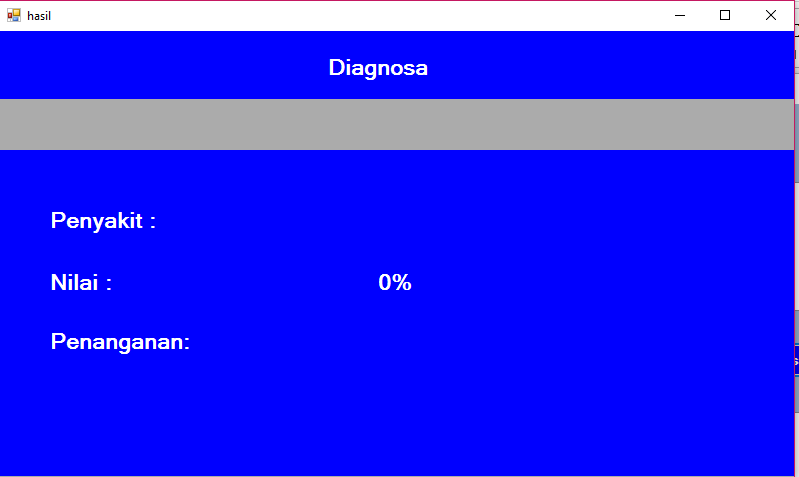 hasil
Diagnosa
Penyakit :
Nilai : 0%
Penanganan: